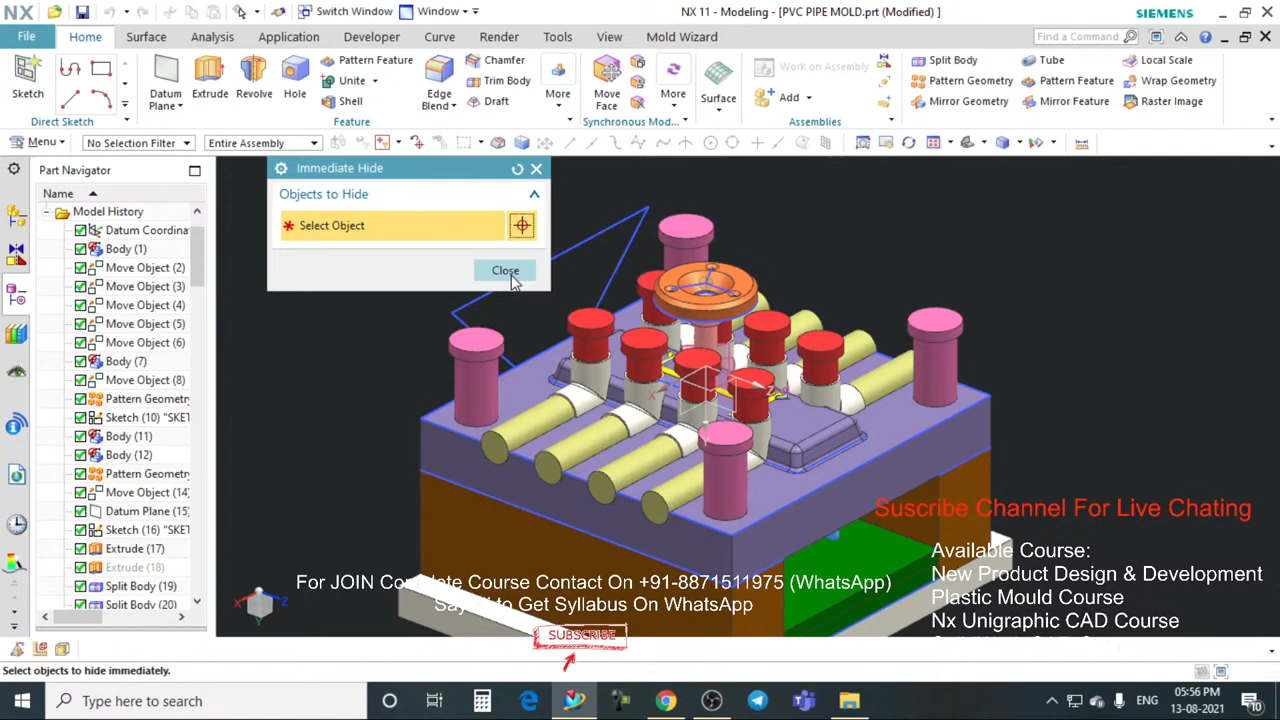 NX
Switch Window
Window
NX 11 - Modeling - [PVC PIPE MOLD.prt (Modified) ]
SIEMENS
File
Home
Surface
Analysis
Application
Developer
Curve
Render
Tools
View
Mold Wizard
Find a Command
Sketch
Direct Sketch
Datum Plane
Extrude
Revolve
Hole
Pattern Feature
Unite
Shell
Edge Blend
Chamfer
Trim Body
Draft
More
Feature
Move Face
More
Synchronous Mod...
Surface
Work on Assembly
Add
Assemblies
Split Body
Pattern Geometry
Mirror Geometry
Tube
Pattern Feature
Mirror Feature
Local Scale
Wrap Geometry
Raster Image
Menu
No Selection Filter
Entire Assembly
Part Navigator
Name
Model History
Datum Coordina
Body (1)
Move Object (2)
Move Object (3)
Move Object (4)
Move Object (5)
Move Object (6)
Body (7)
Move Object (8)
Pattern Geometry
Sketch (10) "SKET
Body (11)
Body (12)
Pattern Geometry
Move Object (14)
Datum Plane (15)
Sketch (16) "SKET
Extrude (17)
Extrude (18)
Split Body (19)
Split Body (20)
Immediate Hide
Objects to Hide
* Select Object
Close
X
Z
X
Z
Y
Suscribe Channel For Live Chating
Available Course:
New Product Design & Development
Plastic Mould Course
Nx Unigraphic CAD Course
For JOIN Complete Course Contact On +91-8871511975 (WhatsApp)
to Get Syllabus On WhatsApp
SUBSCRIBE
Select objects to hide immediately.
Type here to search
ENG
05:56 PM
13-08-2021
10